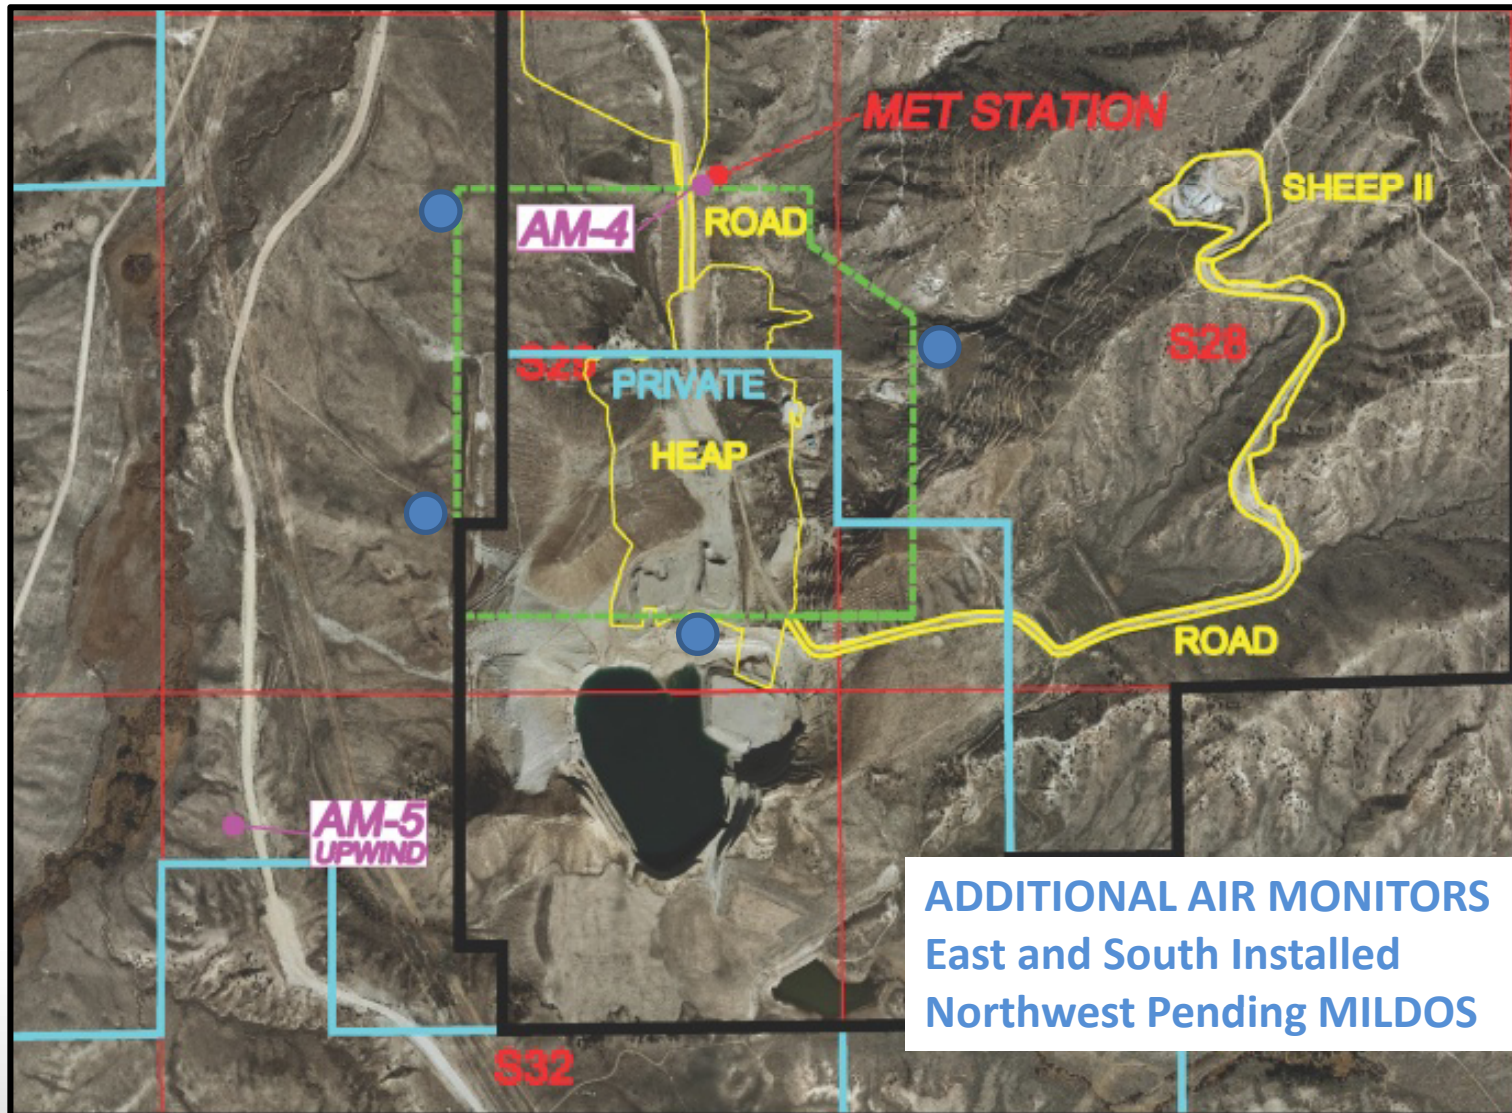 MET STATION
SHEEP II
AM-4
ROAD
S28
S29
PRIVATE
HEAP
ROAD
AM-5
UPWIND
ADDITIONAL AIR MONITORS
East and South Installed
Northwest Pending MILDOS
S32